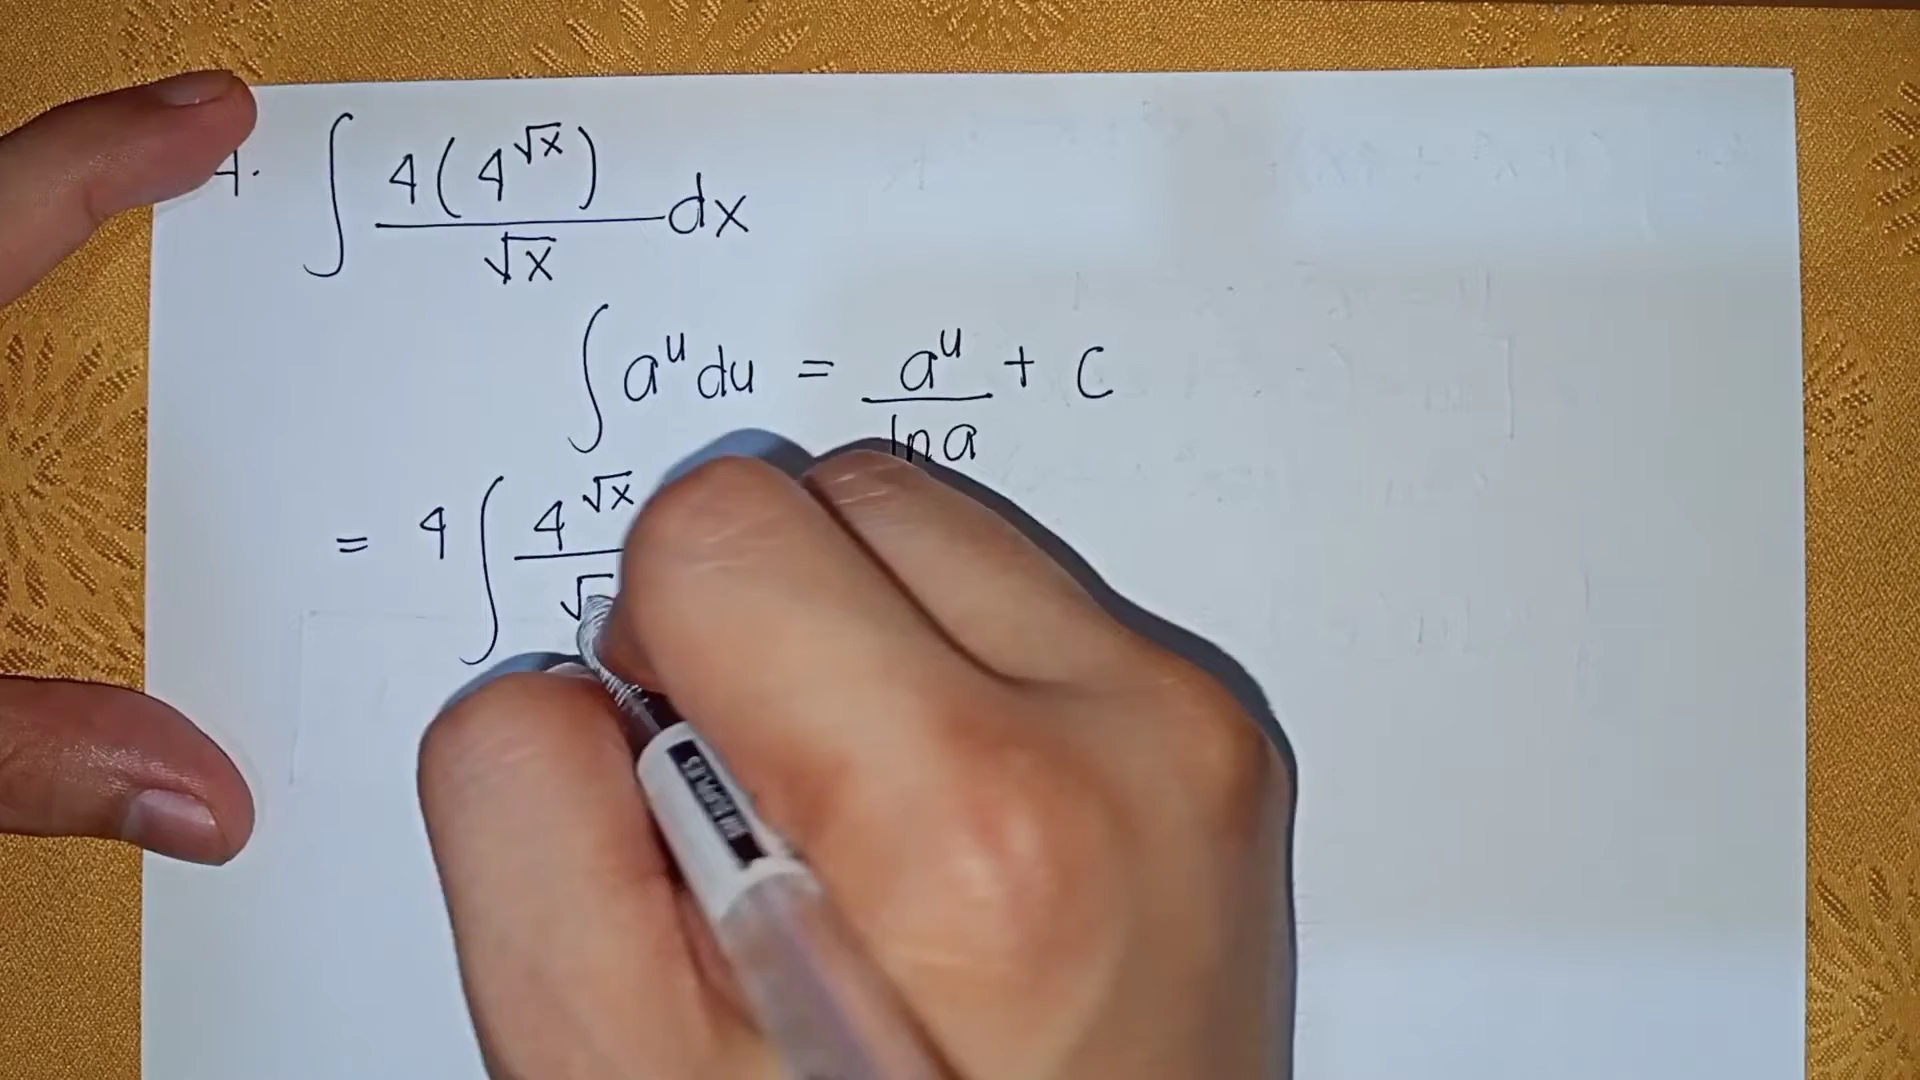 4. ∫ 4(4^√x) / √x dx
∫ a^u du = a^u / ln a + C
= 4 ∫ 4^√x / √